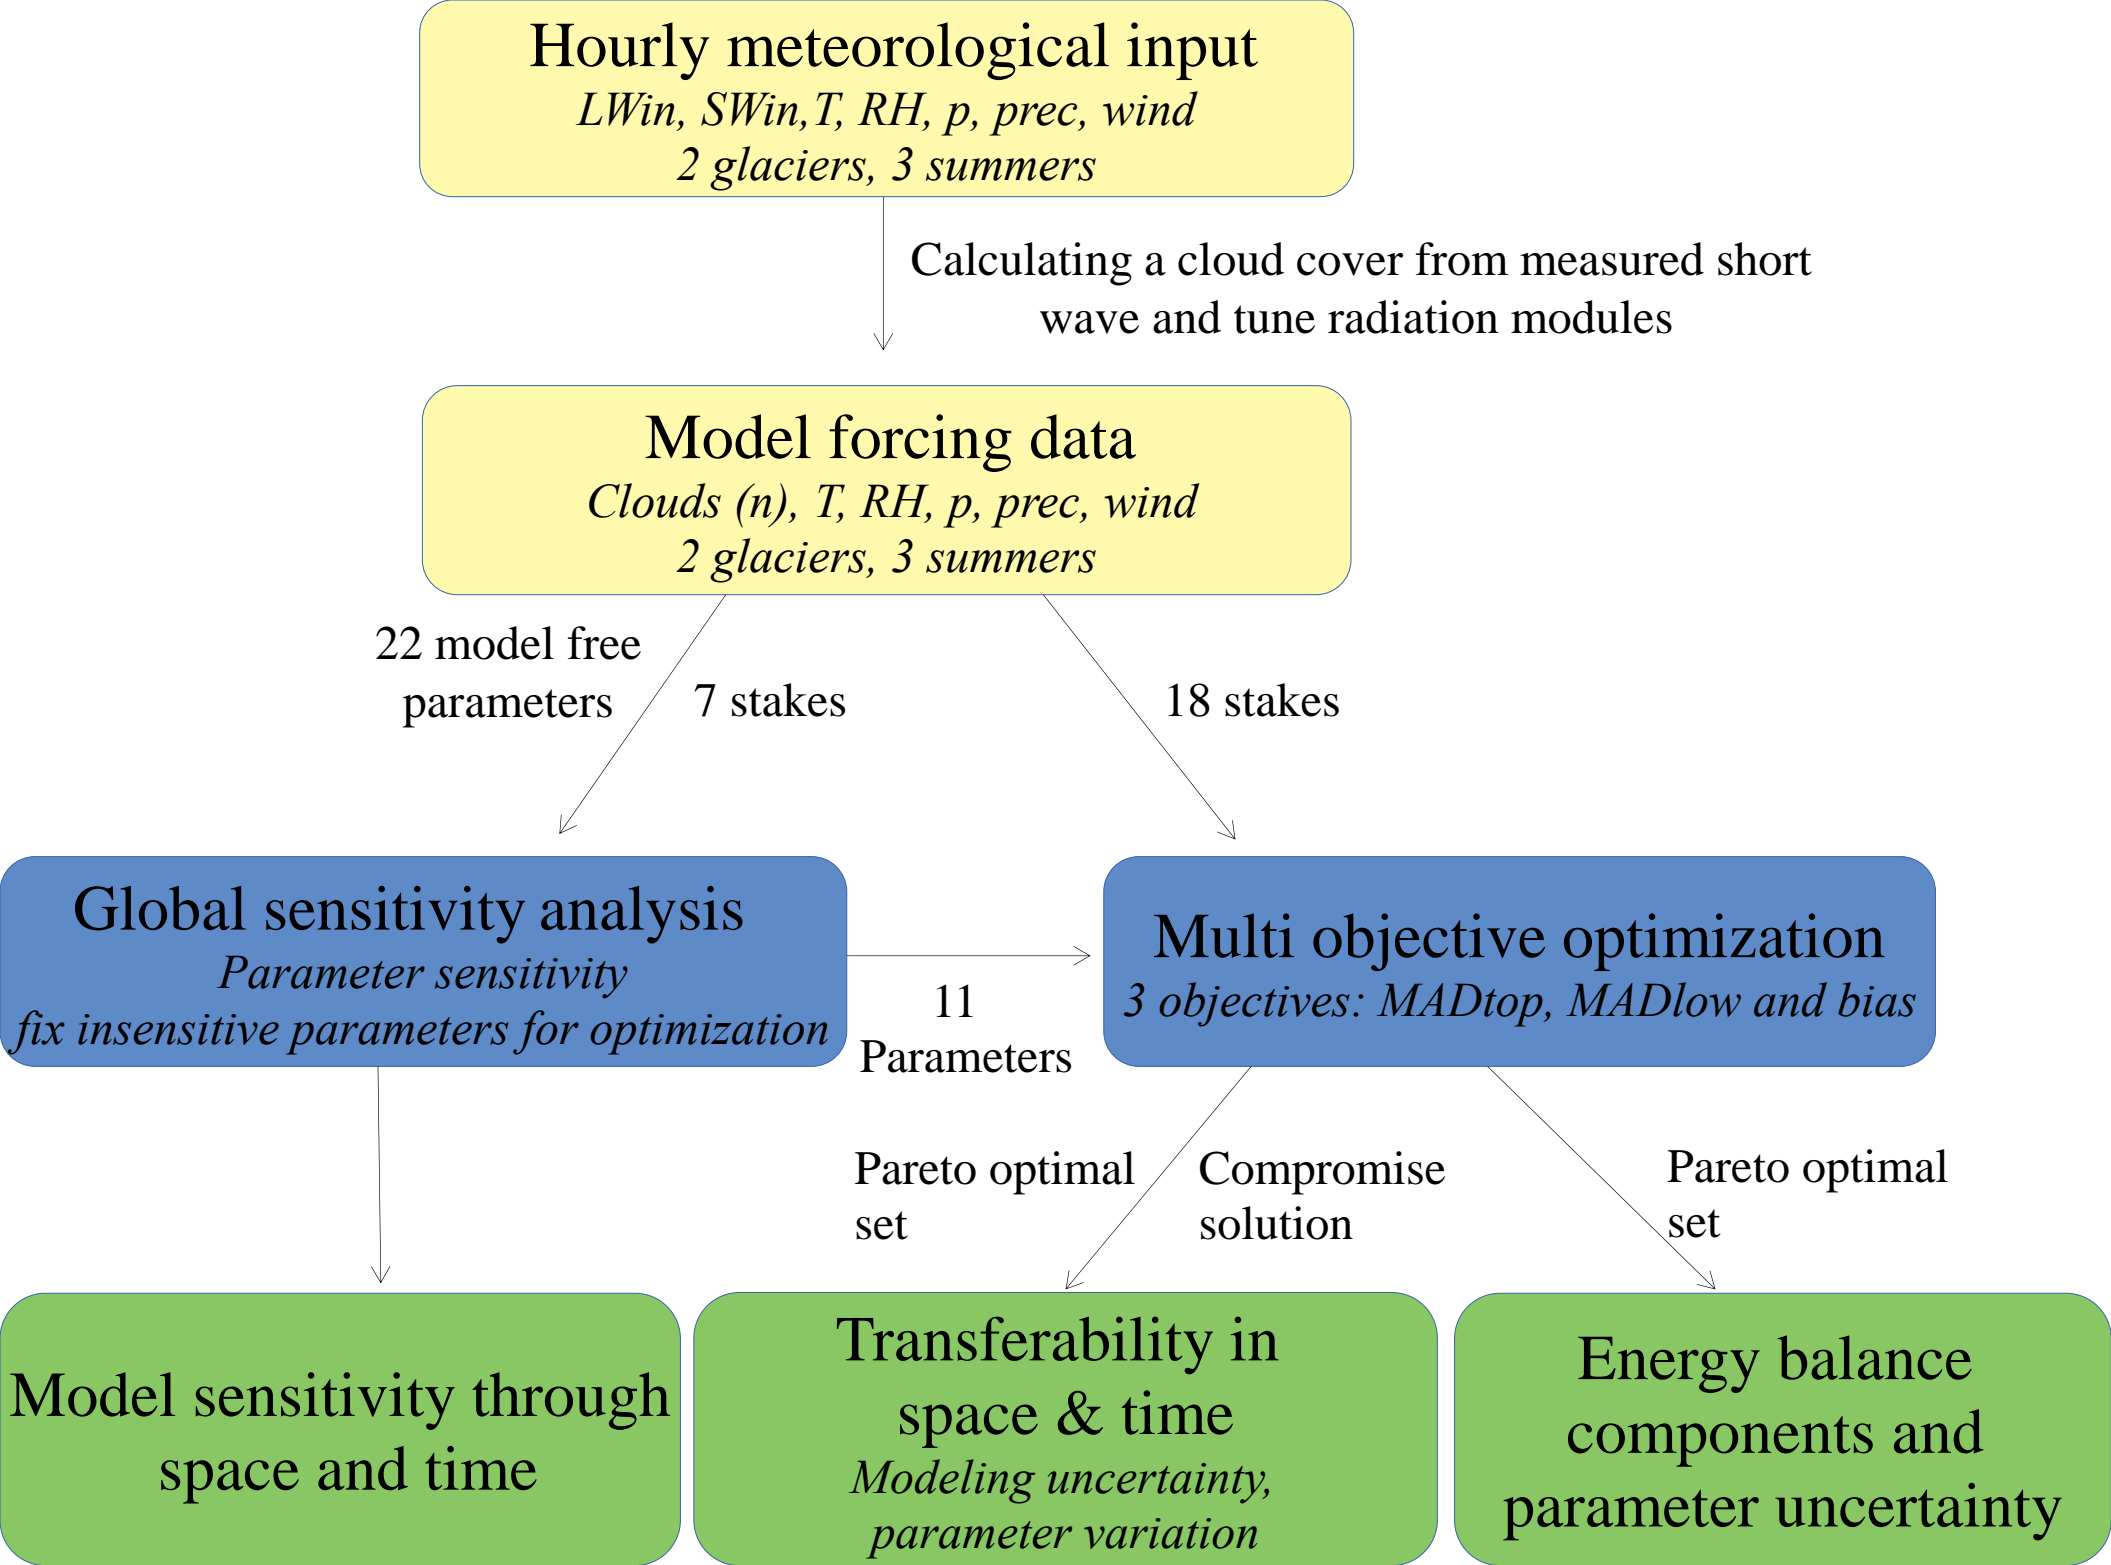 Hourly meteorological input
LWin, SWin,T, RH, p, prec, wind
2 glaciers, 3 summers
Calculating a cloud cover from measured short
wave and tune radiation modules
Model forcing data
Clouds (n), T, RH, p, prec, wind
2 glaciers, 3 summers
22 model free
parameters
7 stakes
18 stakes
Global sensitivity analysis
Parameter sensitivity
fix insensitive parameters for optimization
11
Parameters
Multi objective optimization
3 objectives: MADtop, MADlow and bias
Pareto optimal
set
Compromise
solution
Pareto optimal
set
Model sensitivity through
space and time
Transferability in
space & time
Modeling uncertainty,
parameter variation
Energy balance
components and
parameter uncertainty